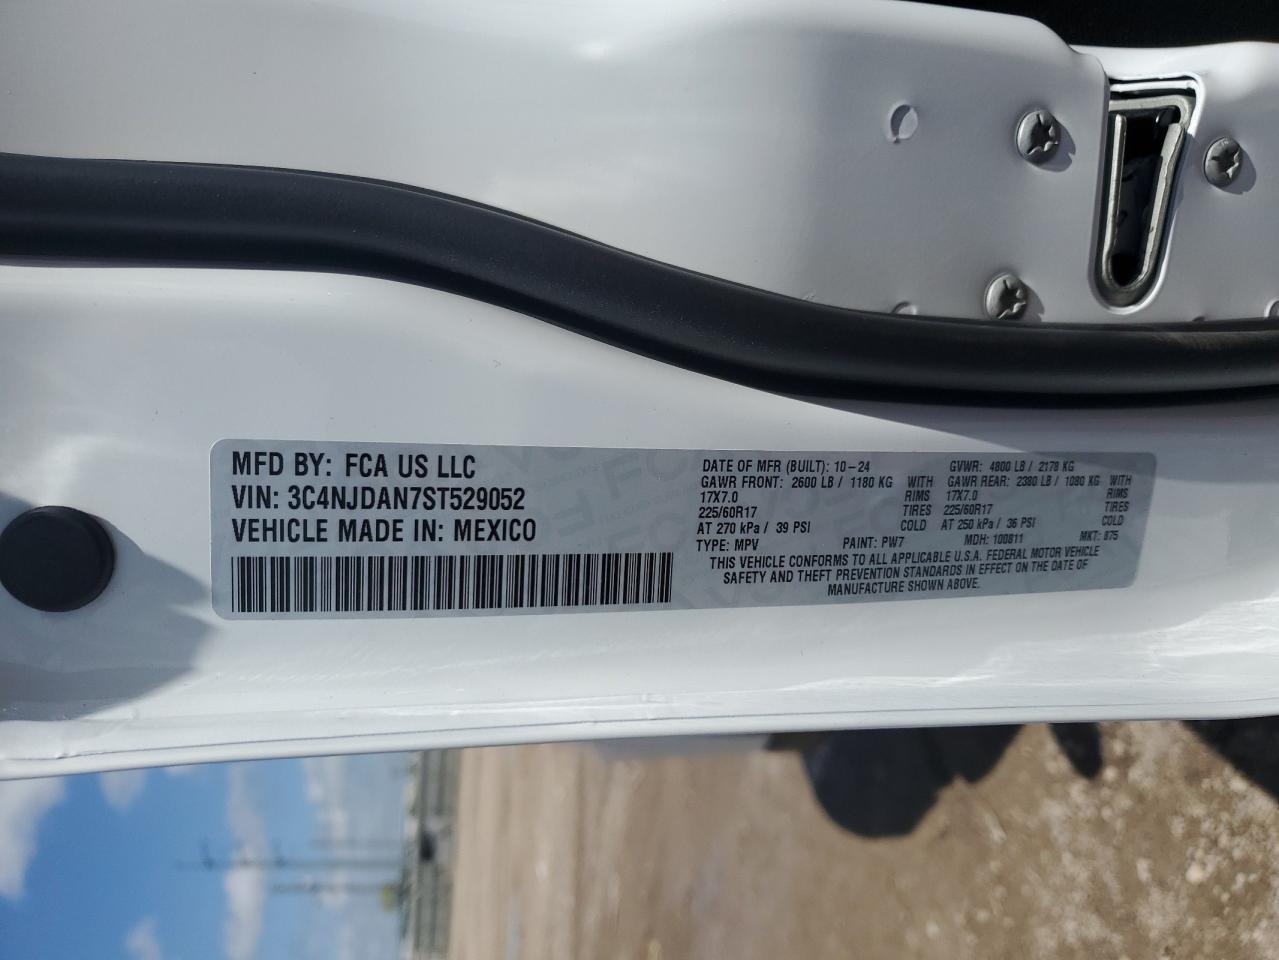 MFD BY: FCA US LLC
VIN: 3C4NJDAN7ST529052
VEHICLE MADE IN: MEXICO
DATE OF MFR (BUILT): 10-24 GVWR: 4800 LB / 2178 KG
GAWR FRONT: 2600 LB / 1180 KG WITH GAWR REAR: 2380 LB / 1080 KG WITH
17X7.0 RIMS 17X7.0 RIMS
225/60R17 TIRES 225/60R17 TIRES
AT 270 kPa / 39 PSI COLD AT 250 kPa / 36 PSI COLD
TYPE: MPV PAINT: PW7 MDH: 100811 MKT: 875
THIS VEHICLE CONFORMS TO ALL APPLICABLE U.S.A. FEDERAL MOTOR VEHICLE
SAFETY AND THEFT PREVENTION STANDARDS IN EFFECT ON THE DATE OF
MANUFACTURE SHOWN ABOVE.